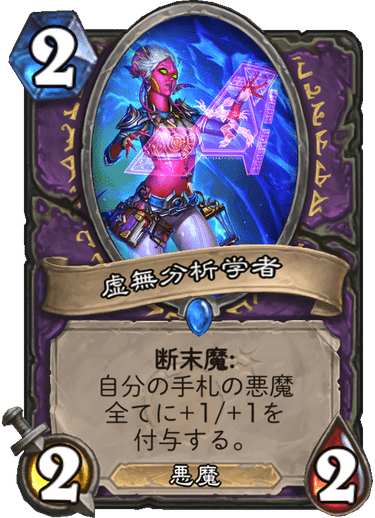 2
虚無分析学者
断末魔:
自分の手札の悪魔
全てに+1/+1を
付与する。
悪魔
2
2